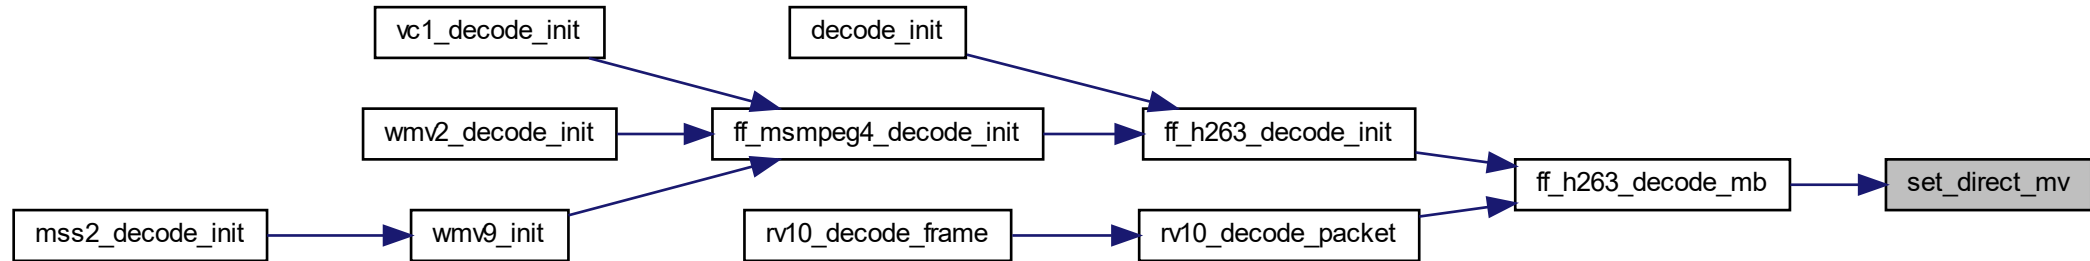 vc1_decode_init
decode_init
wmv2_decode_init
ff_msmpeg4_decode_init
ff_h263_decode_init
ff_h263_decode_mb
set_direct_mv
mss2_decode_init
wmv9_init
rv10_decode_frame
rv10_decode_packet